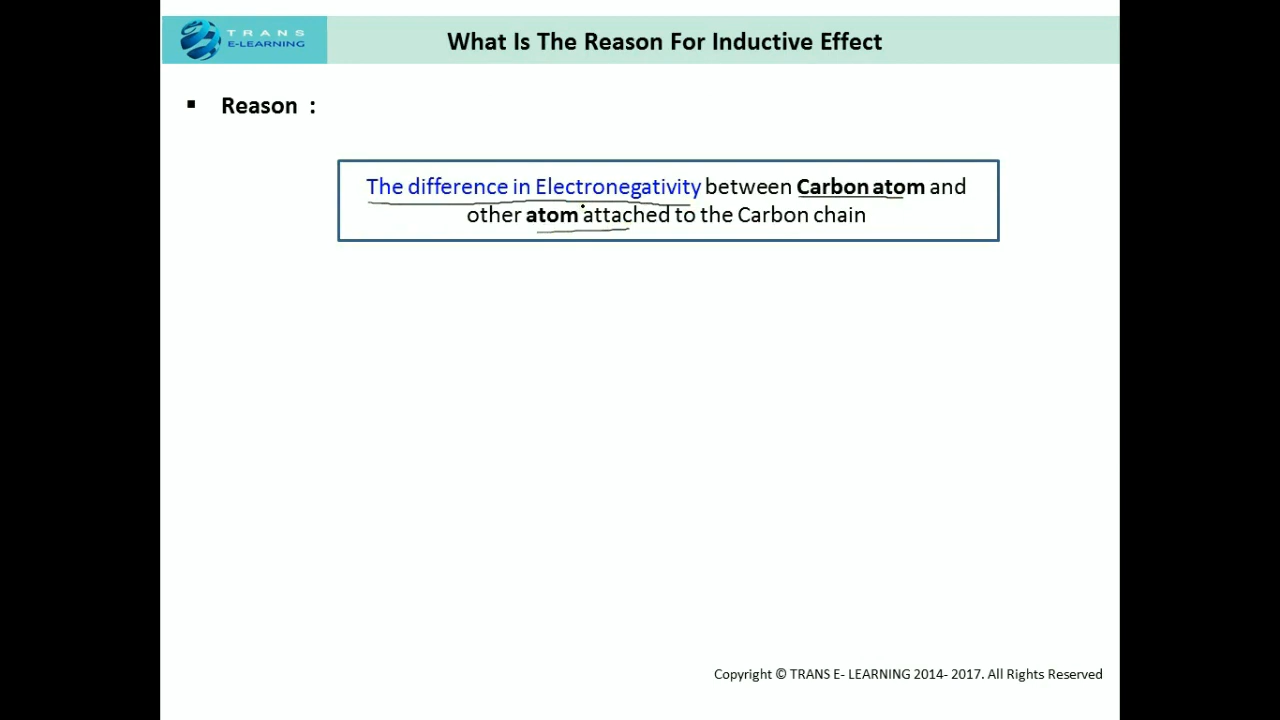 TRANS
E-LEARNING
What Is The Reason For Inductive Effect
▪ Reason :
The difference in Electronegativity between Carbon atom and
other atom attached to the Carbon chain
Copyright © TRANS E- LEARNING 2014- 2017. All Rights Reserved